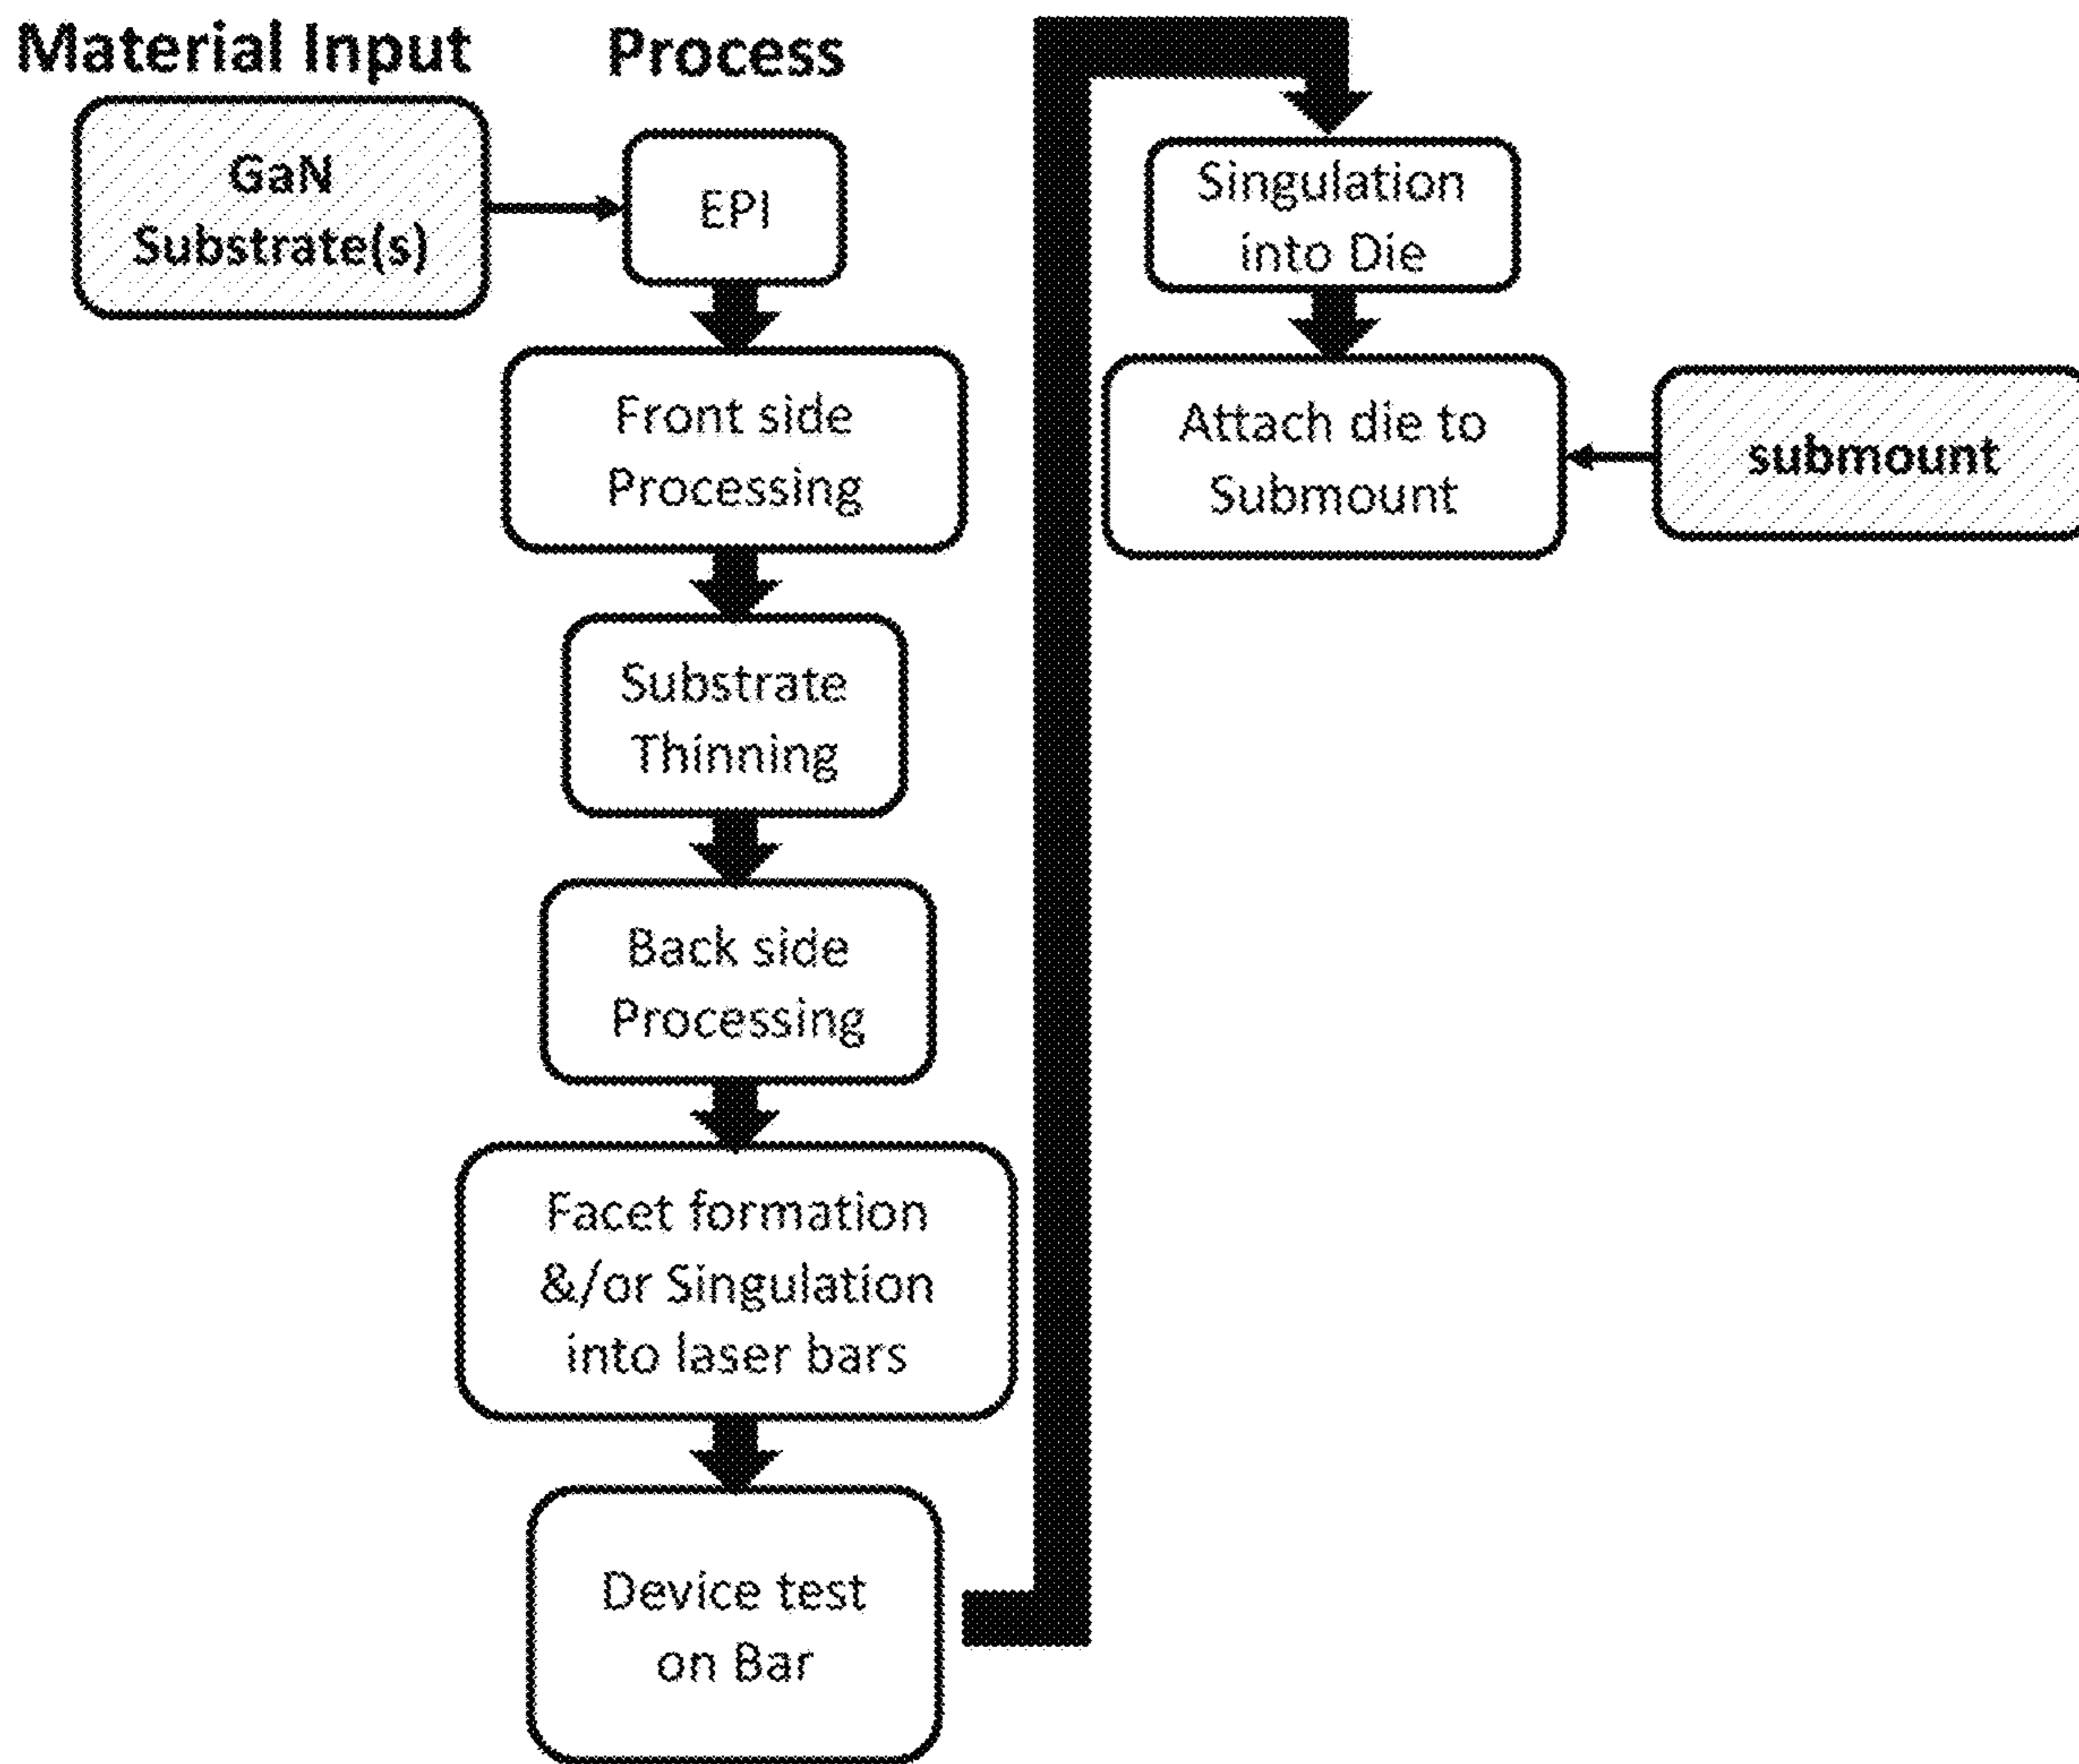 Material Input
Process
GaN
Substrate(s)
EPI
Front side
Processing
Substrate
Thinning
Back side
Processing
Facet formation
&/or Singulation
into laser bars
Device test
on Bar
Singulation
into Die
Attach die to
Submount
submount